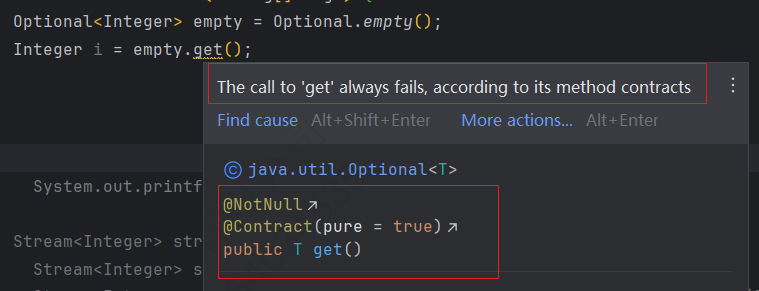 Optional<Integer> empty = Optional.empty();
Integer i = empty.get();
The call to 'get' always fails, according to its method contracts
Find cause Alt+Shift+Enter More actions... Alt+Enter
java.util.Optional<T>
@NotNull
@Contract(pure = true)
public T get()
System.out.printf
Stream<Integer> str
Stream<Integer> s